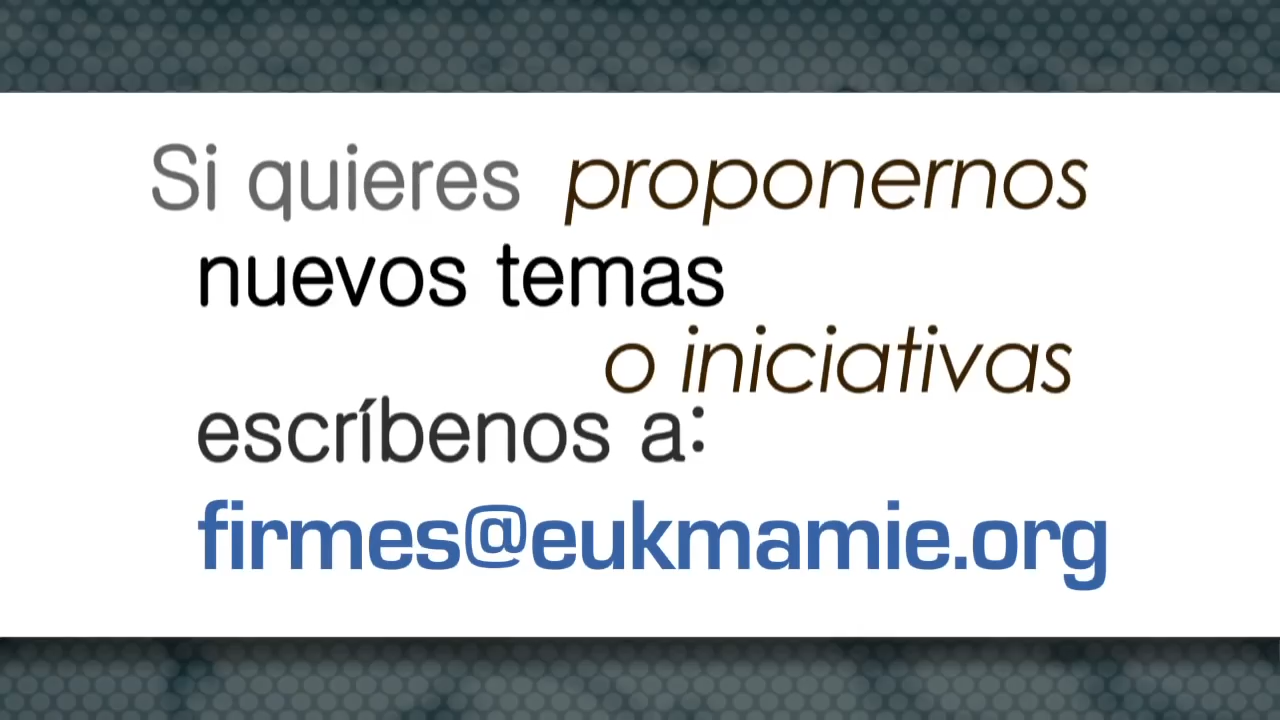 Si quieres proponernos
nuevos temas
o iniciativas
escríbenos a:
firmes@eukmamie.org